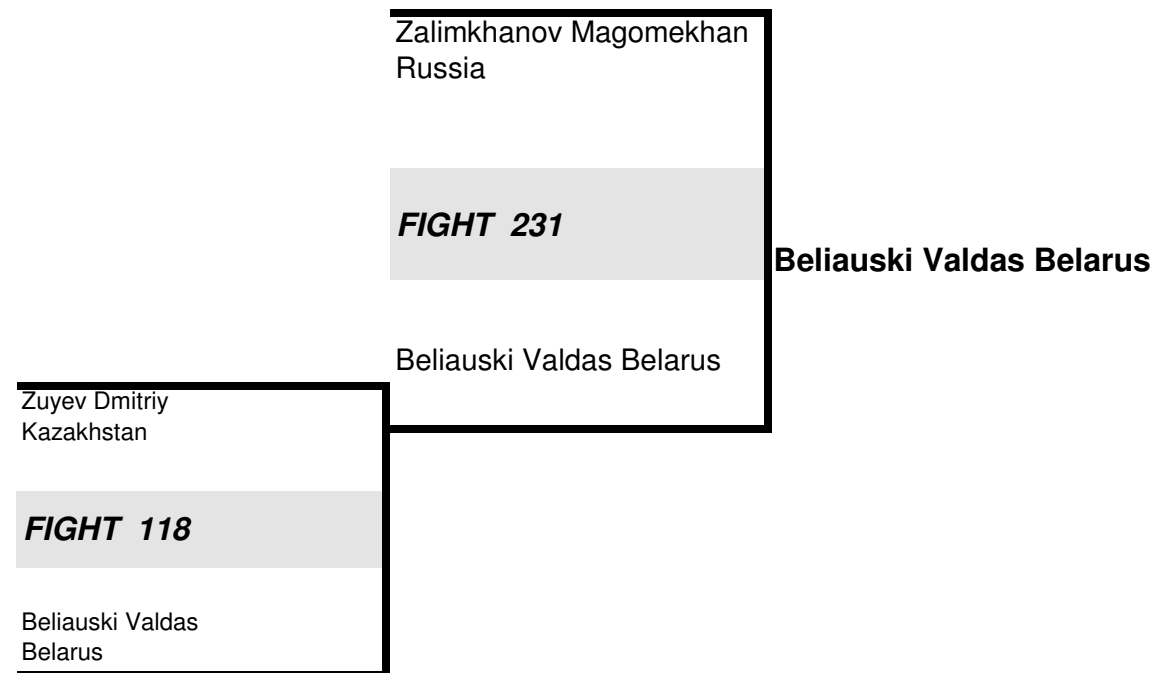 Zalimkhanov Magomekhan
Russia
FIGHT 231
Beliauski Valdas Belarus
Beliauski Valdas Belarus
Zuyev Dmitriy
Kazakhstan
FIGHT 118
Beliauski Valdas
Belarus